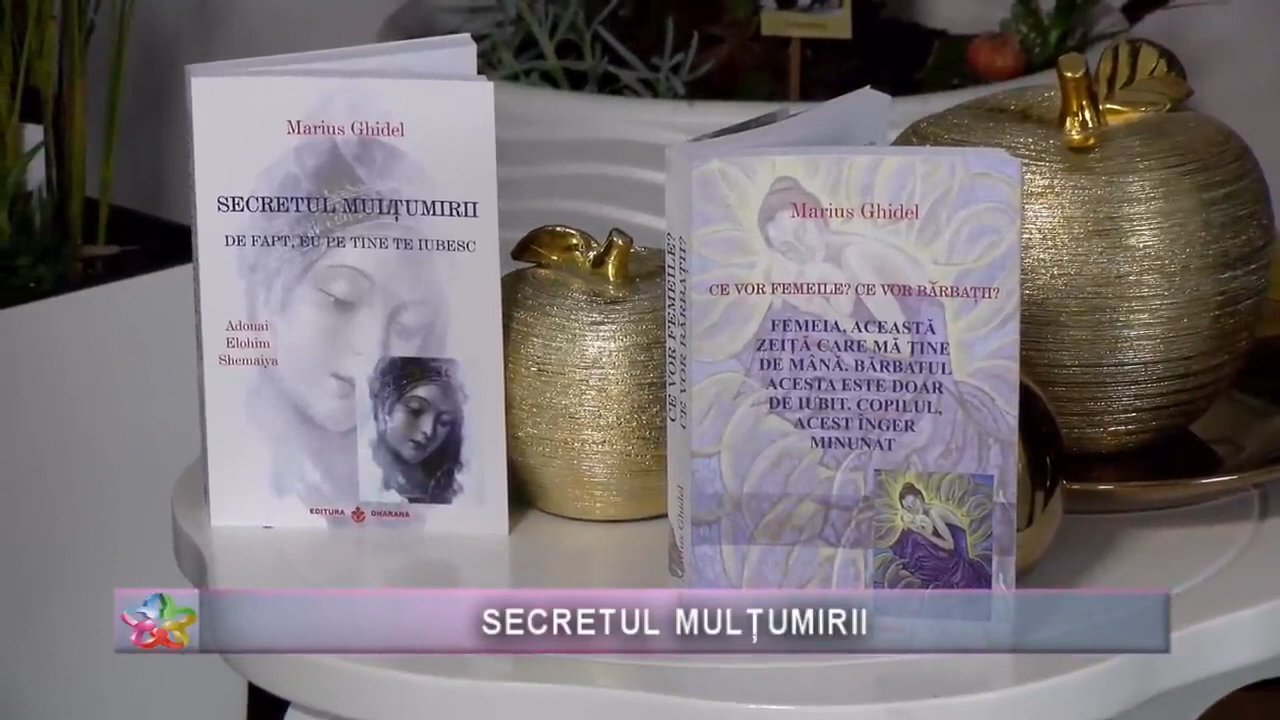 Marius Ghidel
SECRETUL MULȚUMIRII
DE FAPT, EU PE TINE TE IUBESC
Adonai
Elohim
Shemaiya
EDITURA DHARANA
CE VOR FEMEILE?
CE VOR BĂRBAȚII?
Marius Ghidel
Marius Ghidel
CE VOR FEMEILE? CE VOR BĂRBAȚII?
FEMEIA, ACEASTĂ
ZEIȚĂ CARE MĂ ȚINE
DE MÂNĂ. BĂRBATUL
ACESTA ESTE DOAR
DE IUBIT. COPILUL,
ACEST ÎNGER
MINUNAT
SECRETUL MULȚUMIRII